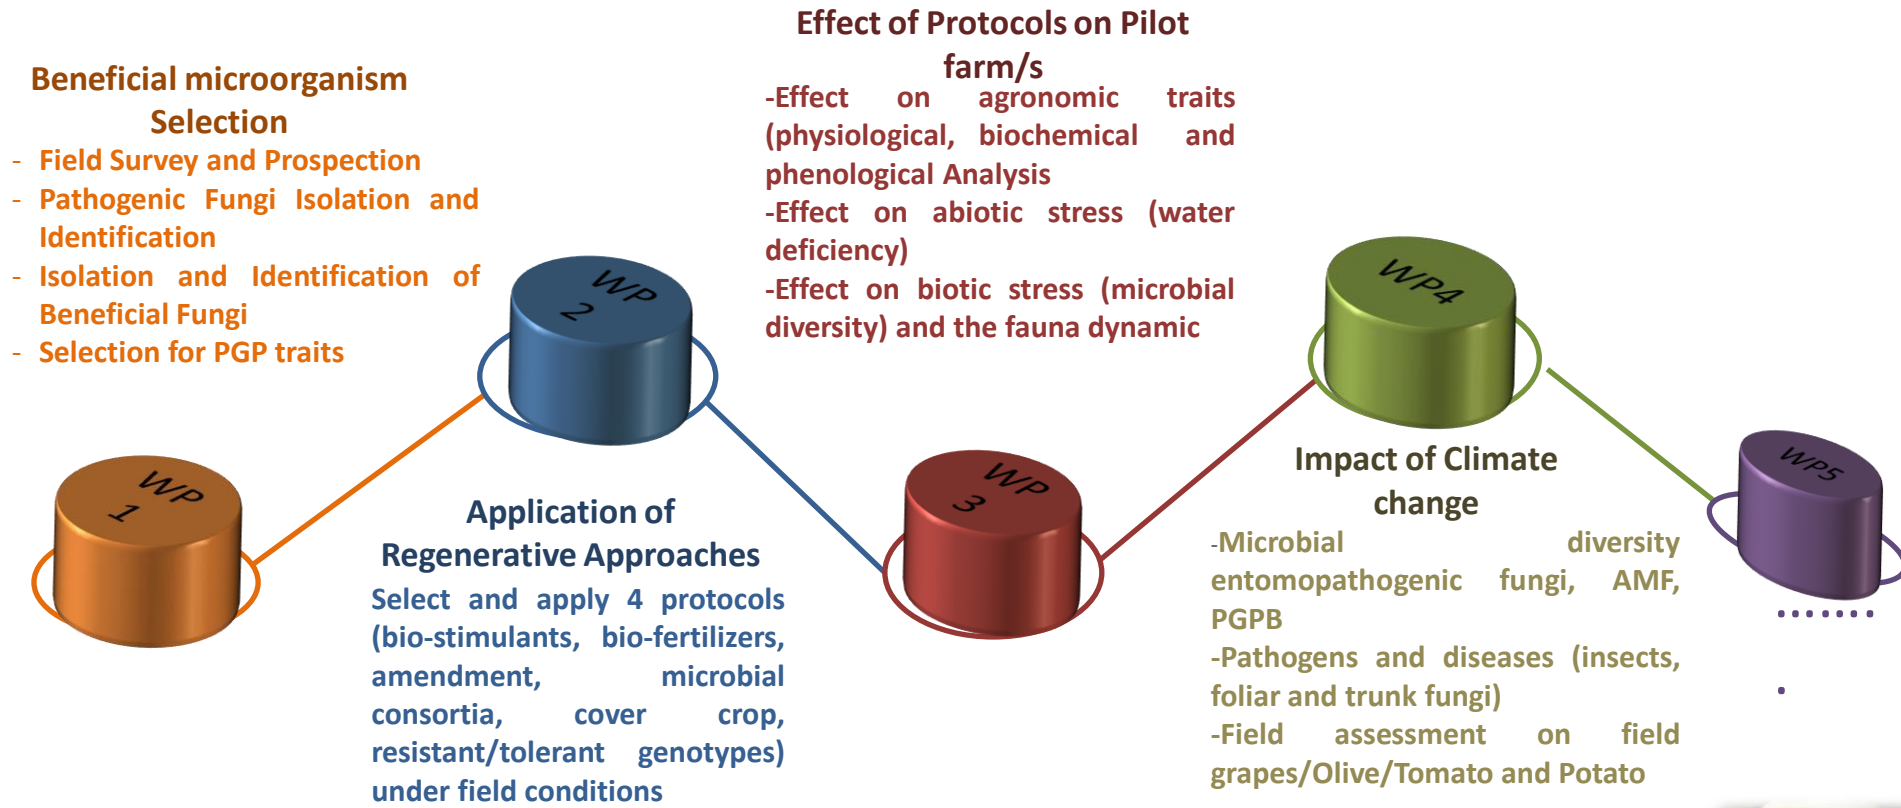 Beneficial microorganism
Selection
- Field Survey and Prospection
- Pathogenic Fungi Isolation and
Identification
- Isolation and Identification of
Beneficial Fungi
- Selection for PGP traits
WP
1
WP
2
Application of
Regenerative Approaches
Select and apply 4 protocols
(bio-stimulants, bio-fertilizers,
amendment, microbial
consortia, cover crop,
resistant/tolerant genotypes)
under field conditions
Effect of Protocols on Pilot
farm/s
-Effect on agronomic traits
(physiological, biochemical and
phenological Analysis
-Effect on abiotic stress (water
deficiency)
-Effect on biotic stress (microbial
diversity) and the fauna dynamic
WP
3
WP4
Impact of Climate
change
-Microbial diversity
entomopathogenic fungi, AMF,
PGPB
-Pathogens and diseases (insects,
foliar and trunk fungi)
-Field assessment on field
grapes/Olive/Tomato and Potato
WP5
.......
.